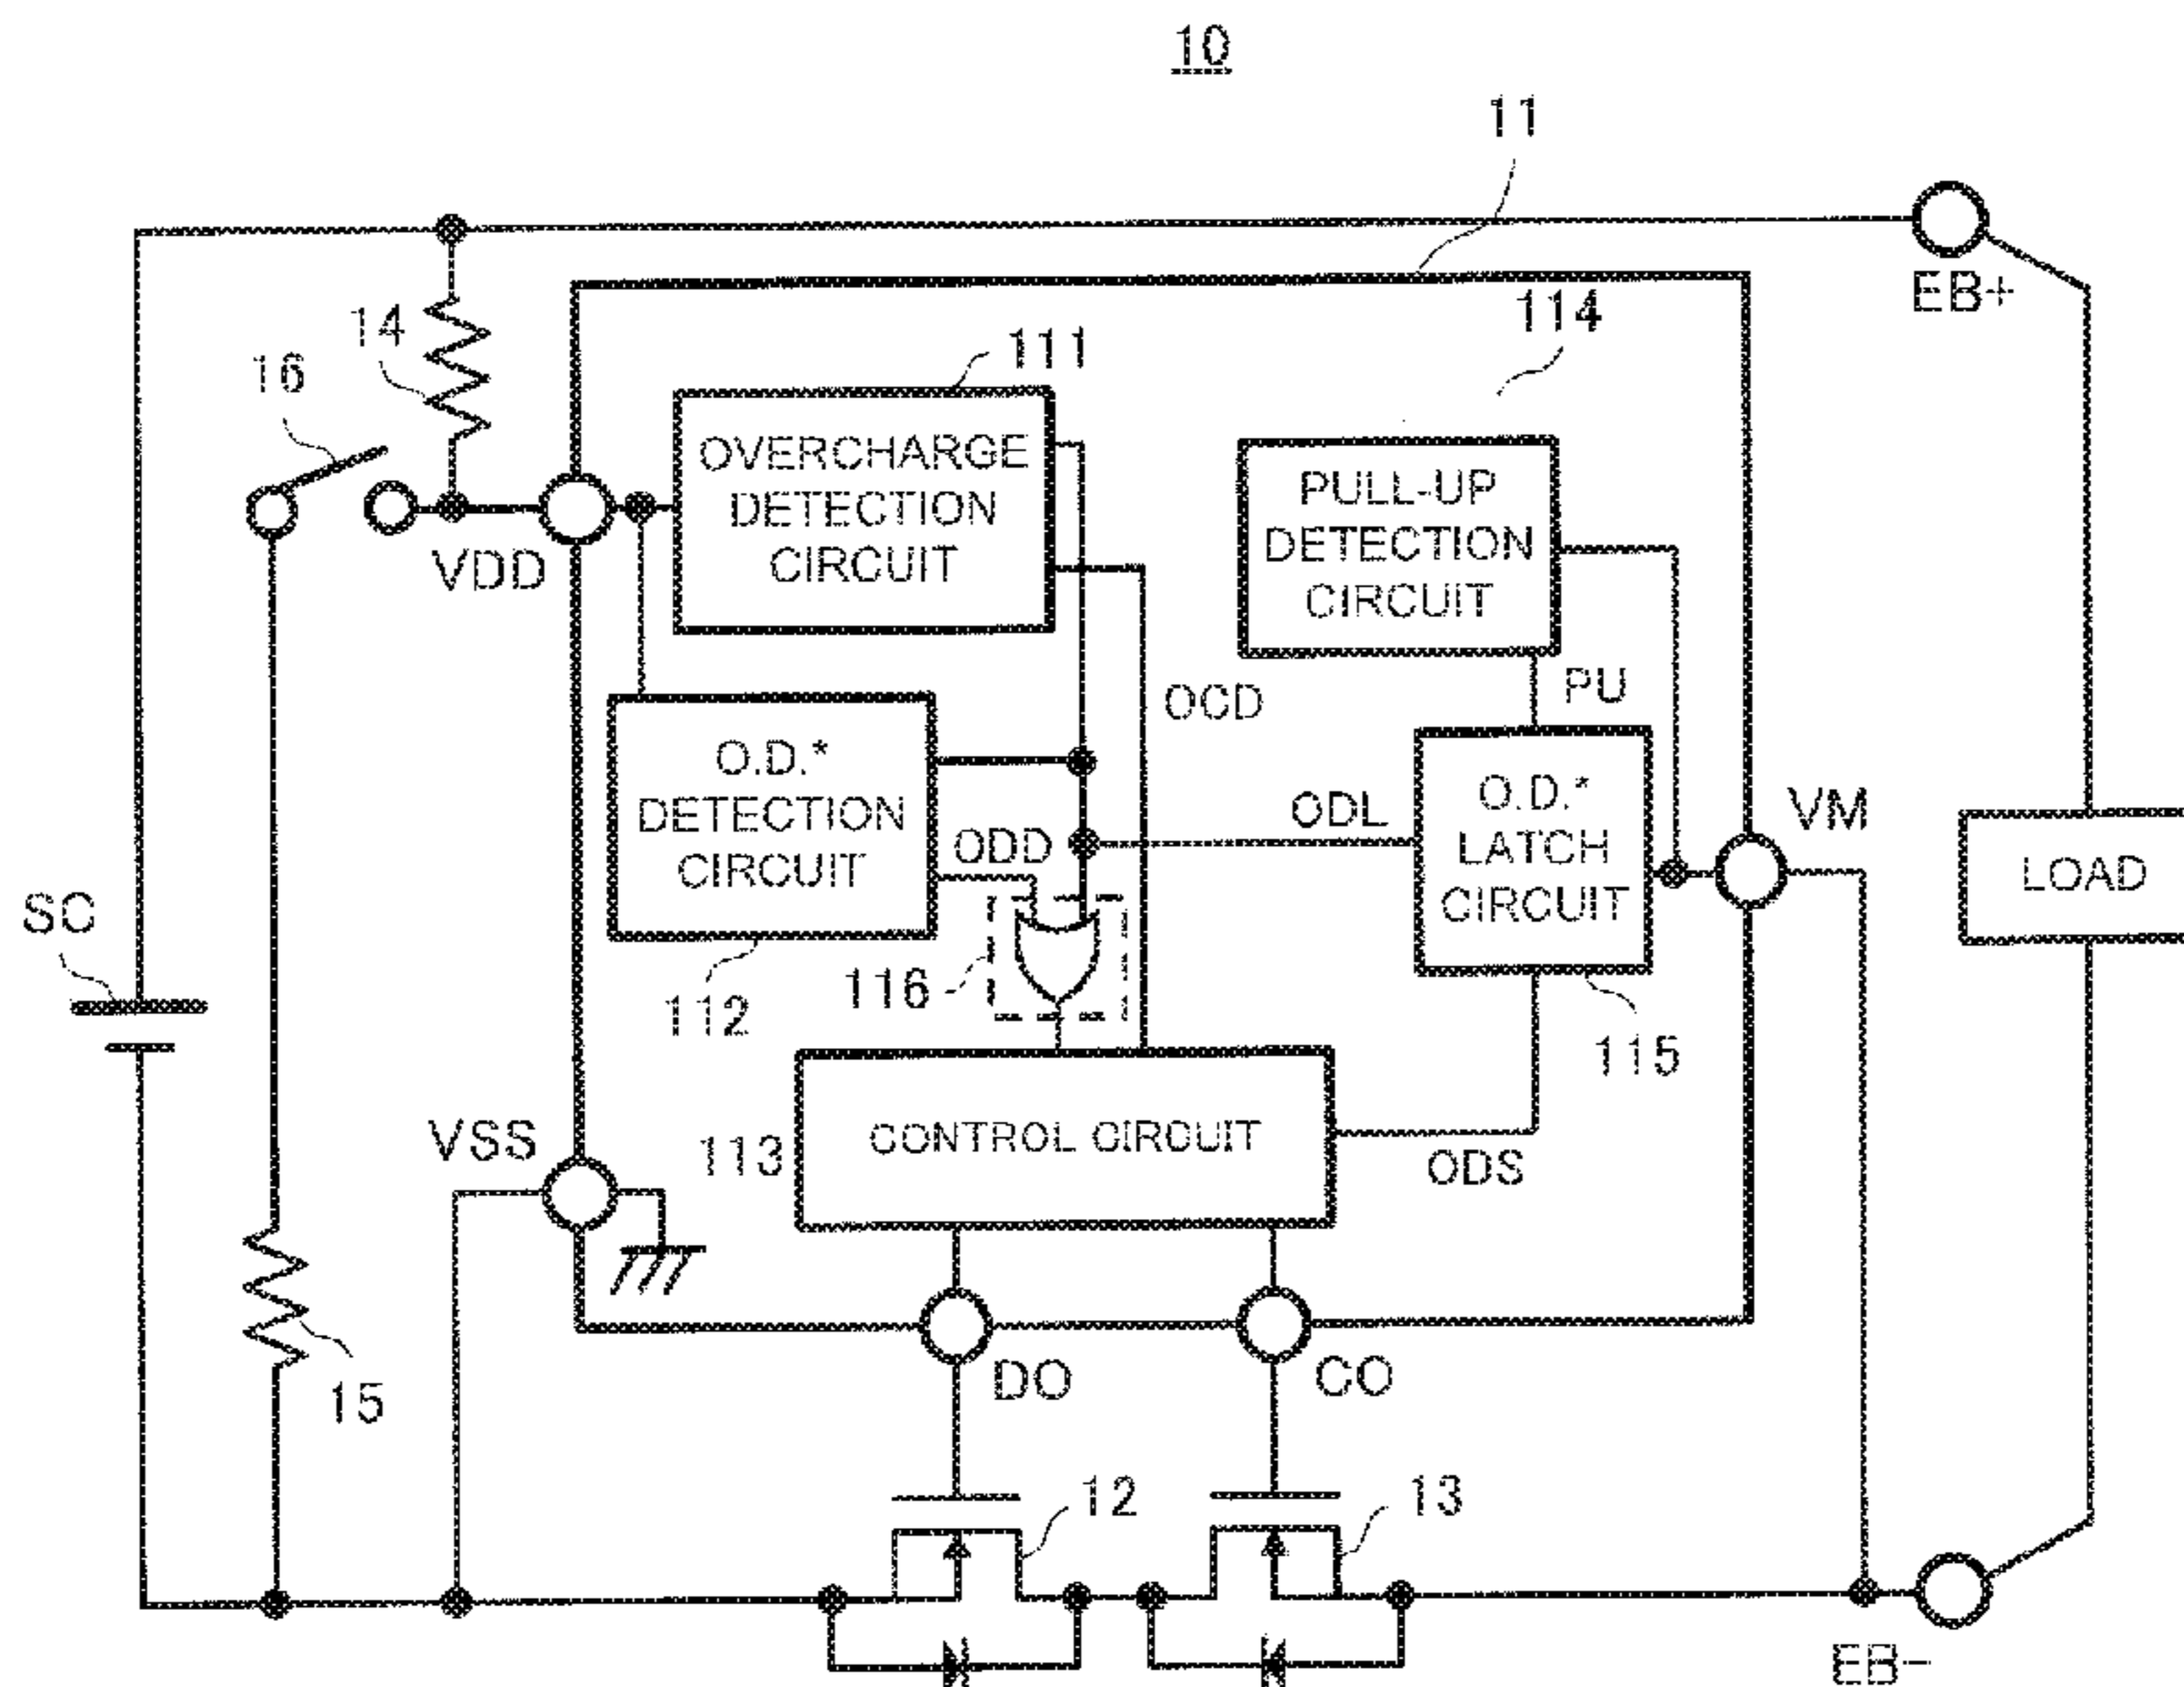 10
11
EB+
114
14
111
16
OVERCHARGE
DETECTION
CIRCUIT
PULL-UP
DETECTION
CIRCUIT
VDD
OCD
PU
O.D.*
DETECTION
CIRCUIT
ODD
ODL
O.D.*
LATCH
CIRCUIT
VM
LOAD
SC
112
116
115
VSS
113
CONTROL CIRCUIT
ODS
15
DO
CO
12
13
EB-